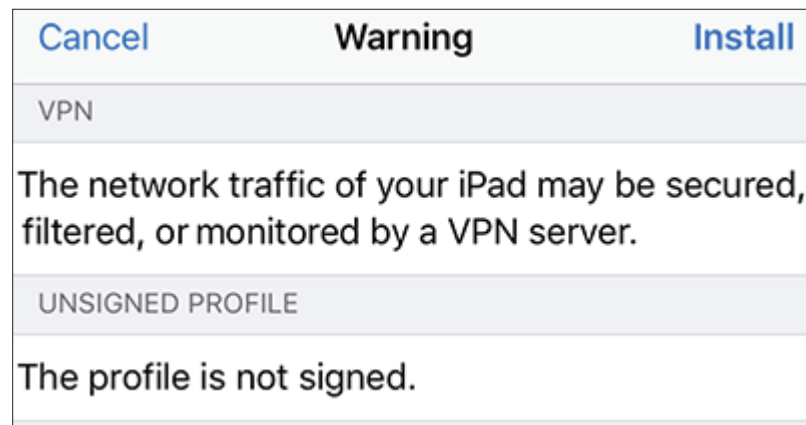 Cancel Warning Install
VPN
The network traffic of your iPad may be secured,
filtered, or monitored by a VPN server.
UNSIGNED PROFILE
The profile is not signed.